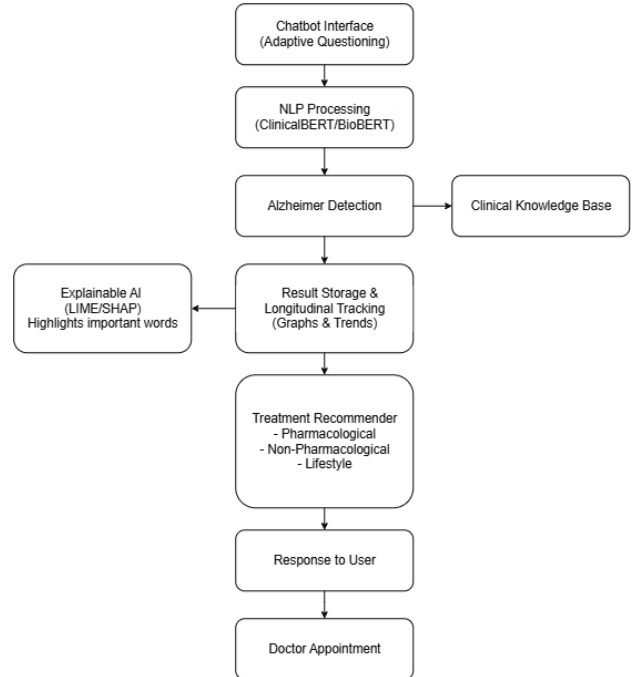 Chatbot Interface
(Adaptive Questioning)
NLP Processing
(ClinicalBERT/BioBERT)
Alzheimer Detection
Clinical Knowledge Base
Explainable AI
(LIME/SHAP)
Highlights important words
Result Storage &
Longitudinal Tracking
(Graphs & Trends)
Treatment Recommender
- Pharmacological
- Non-Pharmacological
- Lifestyle
Response to User
Doctor Appointment